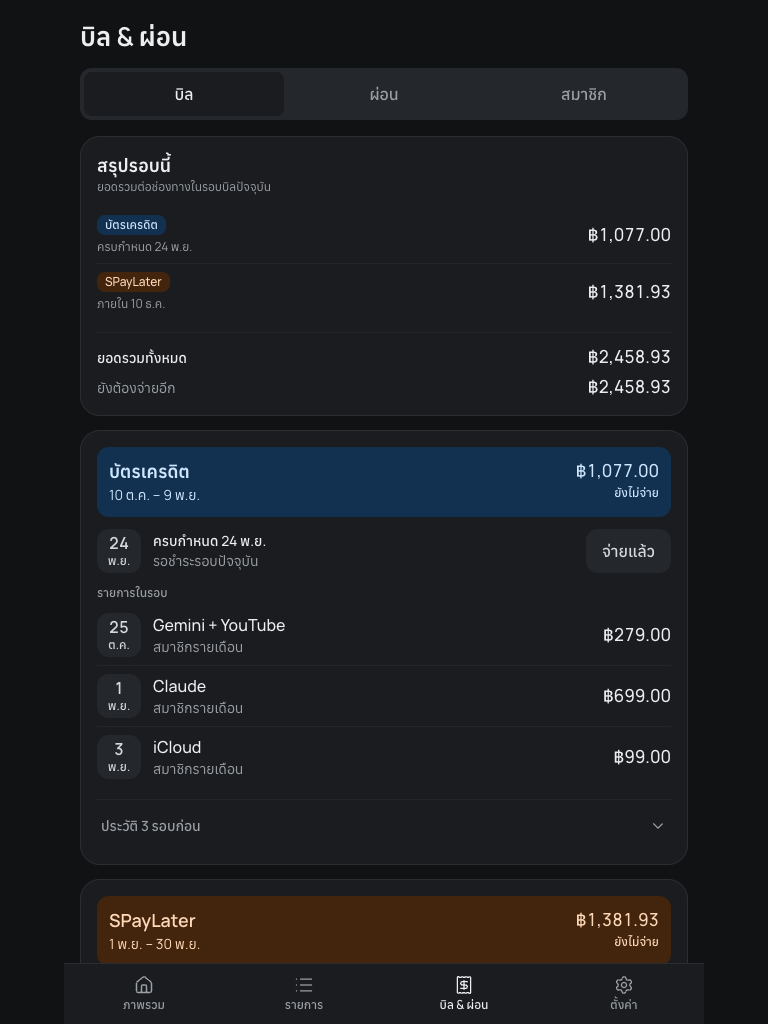 บิล & ผ่อน
บิล ผ่อน สมาชิก
สรุปรอบนี้
ยอดรวมต่อช่องทางในรอบบิลปัจจุบัน
บัตรเครดิต
ครบกำหนด 24 พ.ย.
฿1,077.00
SPayLater
ภายใน 10 ธ.ค.
฿1,381.93
ยอดรวมทั้งหมด ฿2,458.93
ยังต้องจ่ายอีก ฿2,458.93
บัตรเครดิต ฿1,077.00
10 ต.ค. – 9 พ.ย. ยังไม่จ่าย
24 พ.ย.
ครบกำหนด 24 พ.ย.
รอชำระรอบปัจจุบัน
จ่ายแล้ว
รายการในรอบ
25 ต.ค.
Gemini + YouTube
สมาชิกรายเดือน
฿279.00
1 พ.ย.
Claude
สมาชิกรายเดือน
฿699.00
3 พ.ย.
iCloud
สมาชิกรายเดือน
฿99.00
ประวัติ 3 รอบก่อน
SPayLater ฿1,381.93
1 พ.ย. – 30 พ.ย. ยังไม่จ่าย
ภาพรวม รายการ บิล & ผ่อน ตั้งค่า